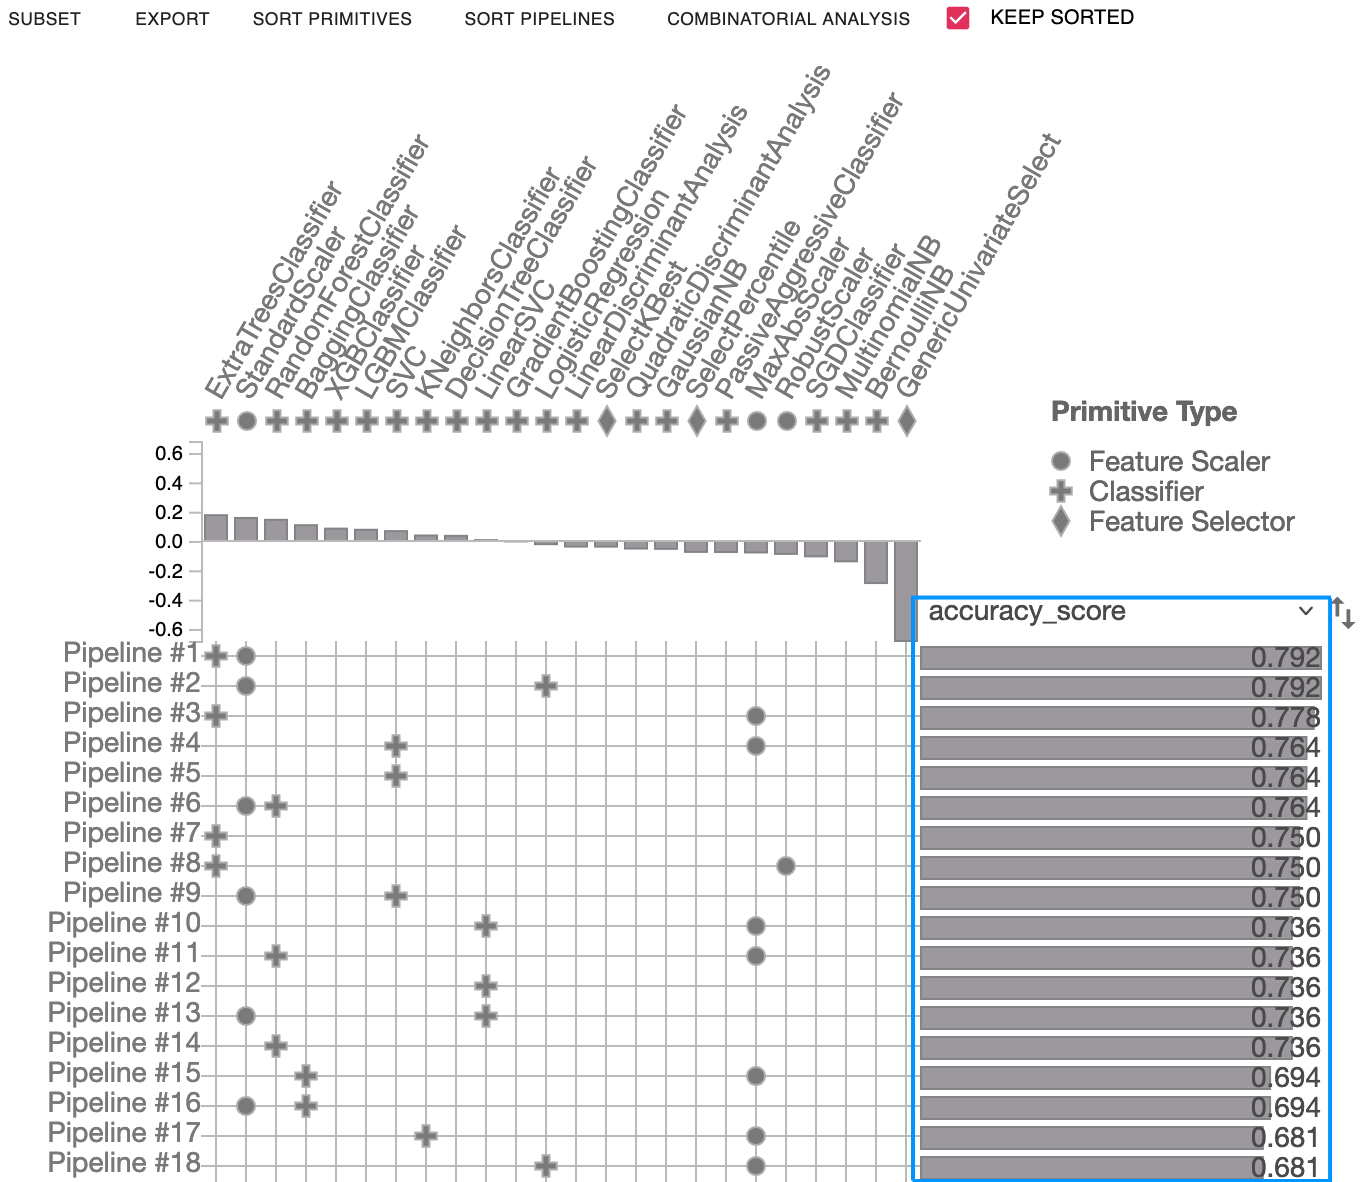 SUBSET EXPORT SORT PRIMITIVES SORT PIPELINES COMBINATORIAL ANALYSIS KEEP SORTED
ExtraTreesClassifier
StandardScaler
RandomForestClassifier
BaggingClassifier
XGBClassifier
LGBMClassifier
SVC
KNeighborsClassifier
DecisionTreeClassifier
LinearSVC
GradientBoostingClassifier
LogisticRegression
LinearDiscriminantAnalysis
SelectKBest
QuadraticDiscriminantAnalysis
GaussianNB
SelectPercentile
PassiveAggressiveClassifier
MaxAbsScaler
RobustScaler
SGDClassifier
MultinomialNB
BernoulliNB
GenericUnivariateSelect
Primitive Type
Feature Scaler
Classifier
Feature Selector
0.6
0.4
0.2
0.0
-0.2
-0.4
-0.6
accuracy_score
Pipeline #1 0.792
Pipeline #2 0.792
Pipeline #3 0.778
Pipeline #4 0.764
Pipeline #5 0.764
Pipeline #6 0.764
Pipeline #7 0.750
Pipeline #8 0.750
Pipeline #9 0.750
Pipeline #10 0.736
Pipeline #11 0.736
Pipeline #12 0.736
Pipeline #13 0.736
Pipeline #14 0.736
Pipeline #15 0.694
Pipeline #16 0.694
Pipeline #17 0.681
Pipeline #18 0.681